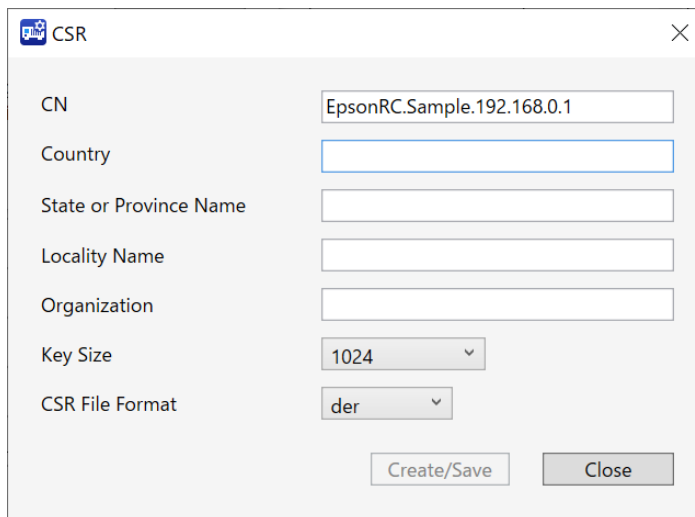 CSR
CN EpsonRC.Sample.192.168.0.1
Country
State or Province Name
Locality Name
Organization
Key Size 1024
CSR File Format der
Create/Save Close